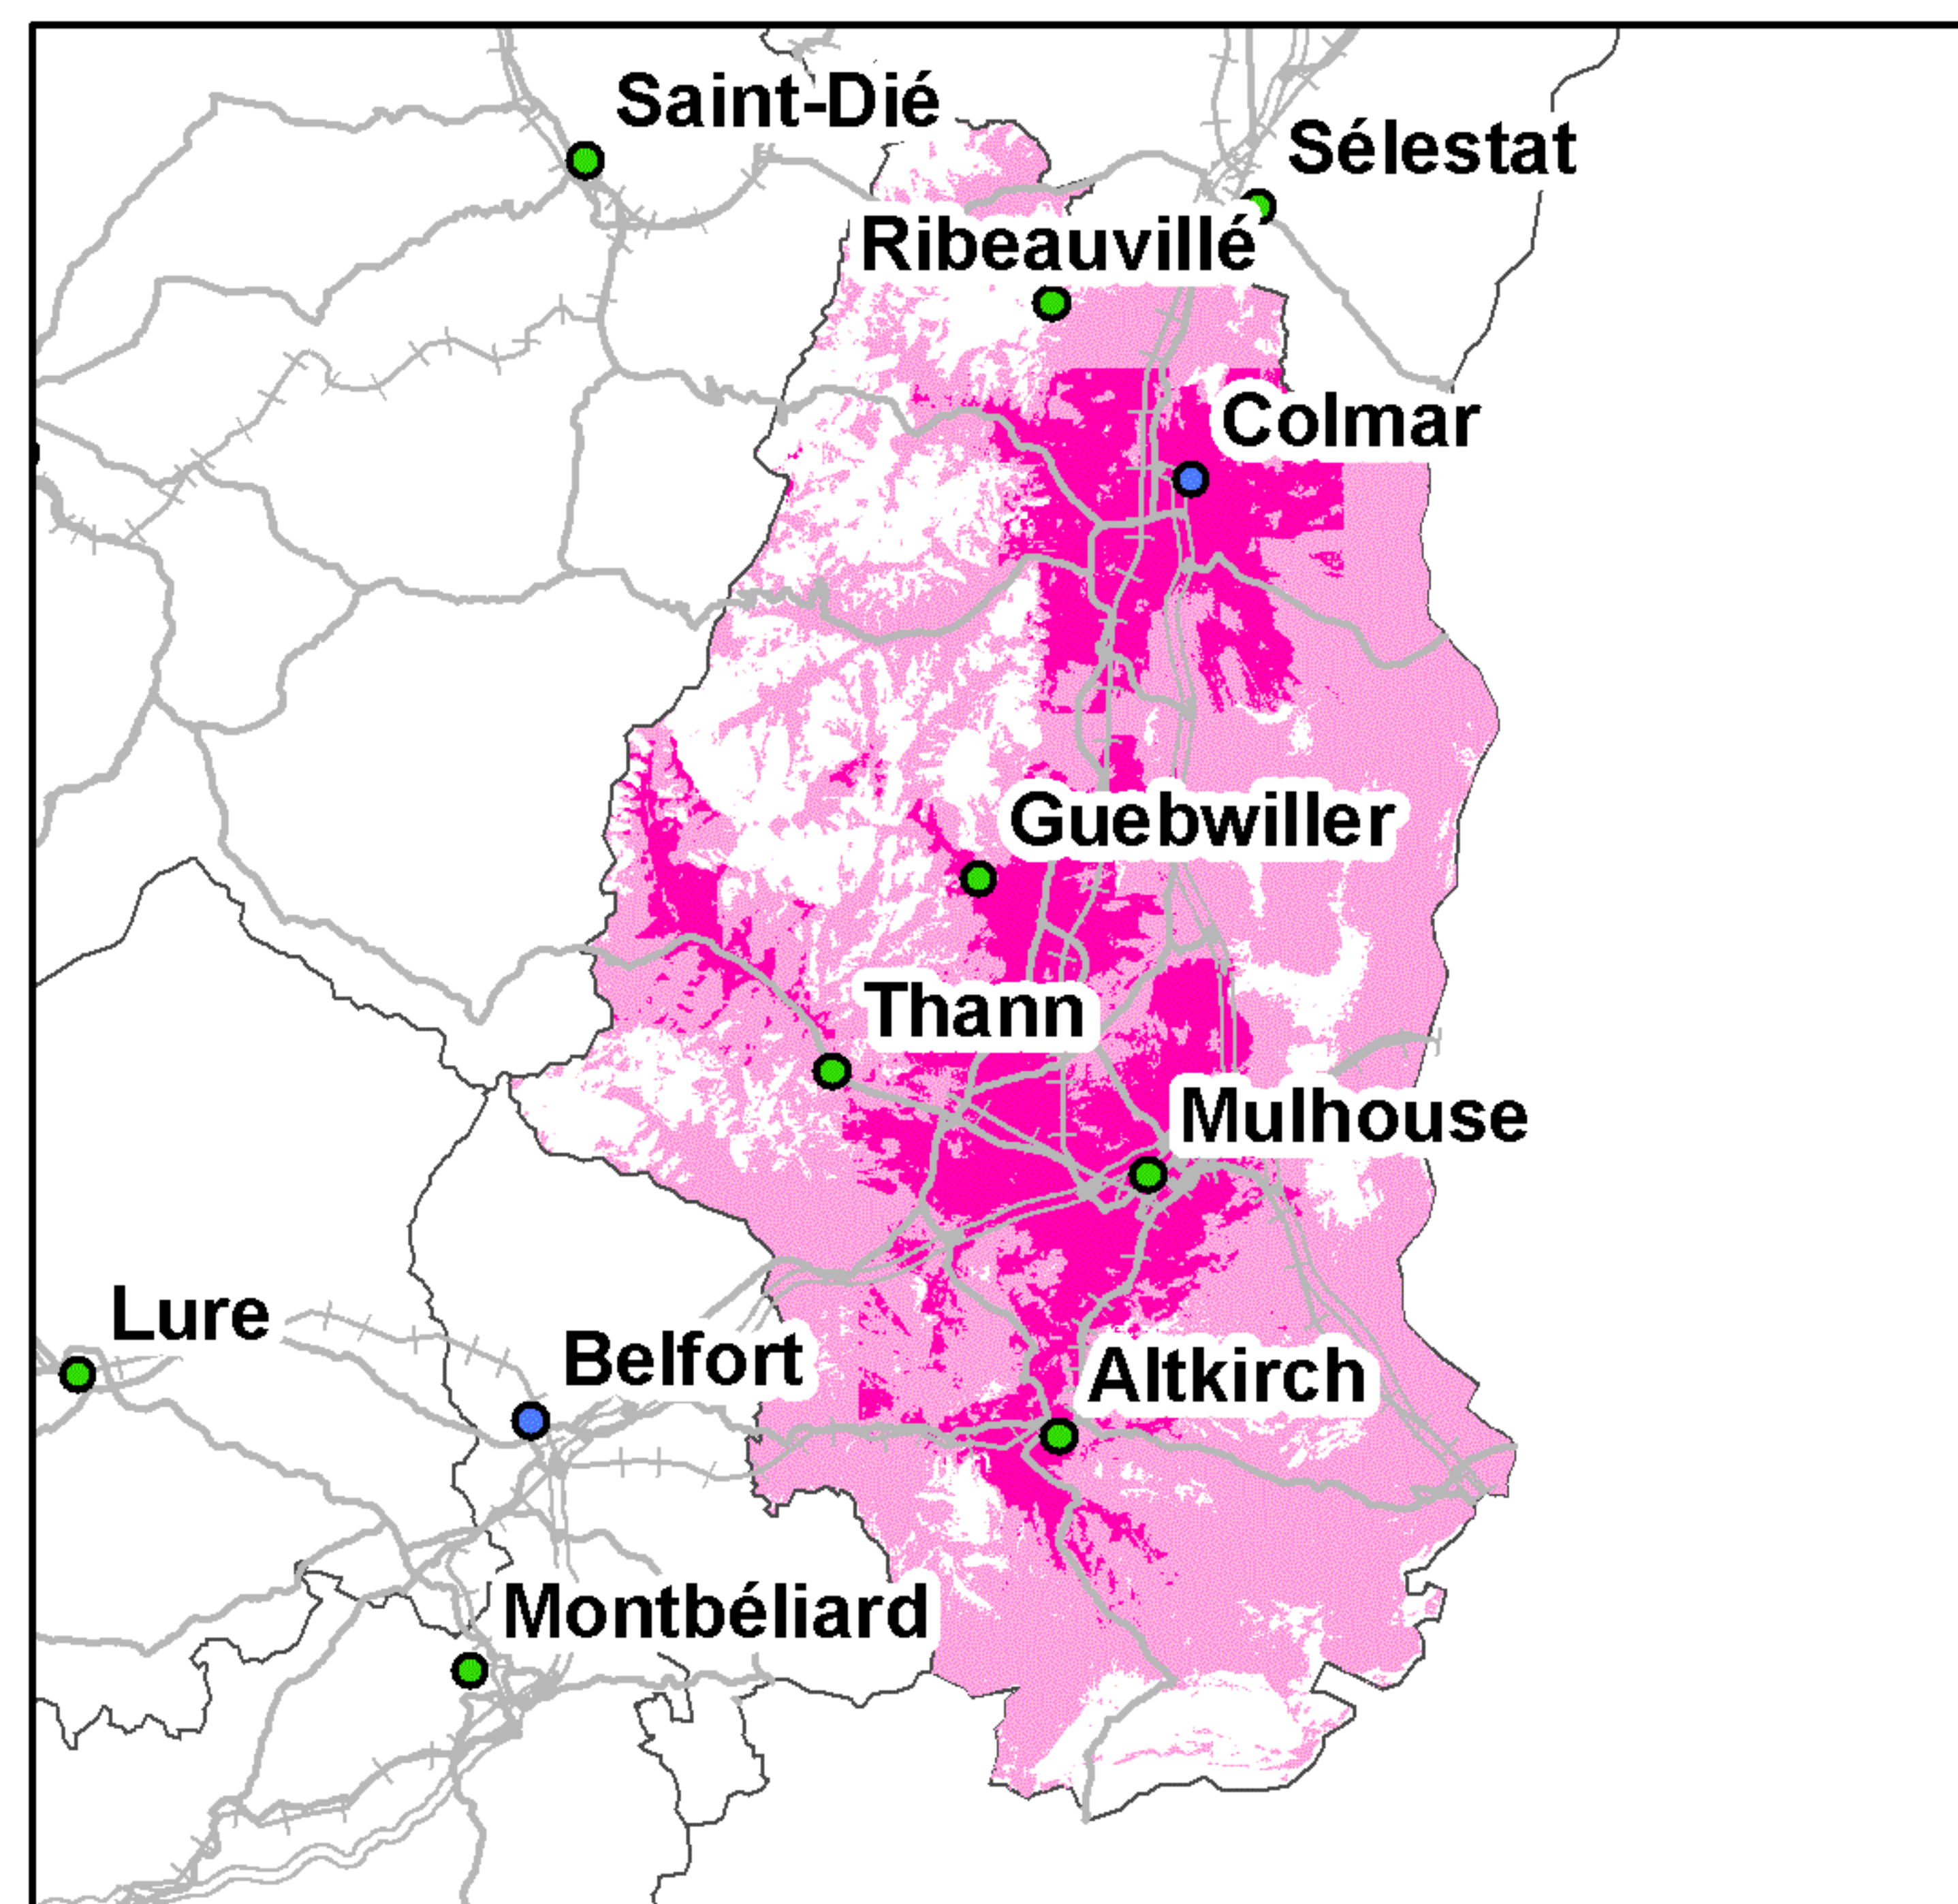 Saint-Dié
Sélestat
Ribeauvillé
Colmar
Guebwiller
Thann
Mulhouse
Lure
Belfort
Altkirch
Montbéliard